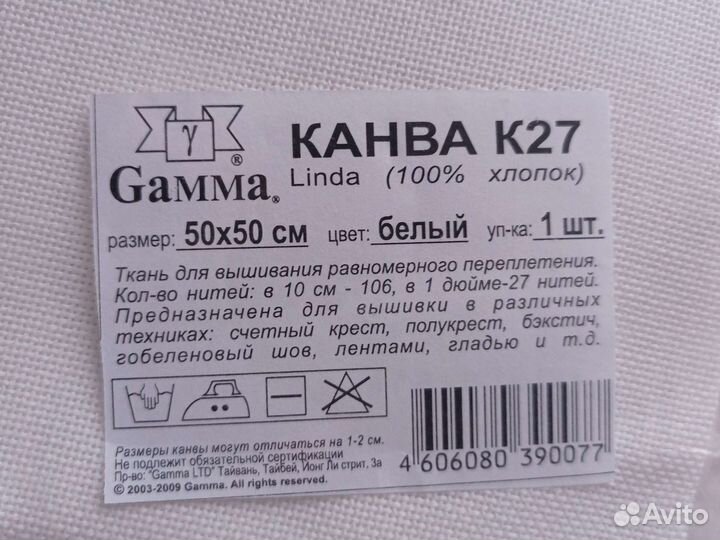 γ
Gамма®
КАНВА К27
Linda (100% хлопок)
размер: 50x50 см цвет: белый уп-ка: 1 шт.
Ткань для вышивания равномерного переплетения.
Кол-во нитей: в 10 см - 106, в 1 дюйме-27 нитей.
Предназначена для вышивки в различных
техниках: счетный крест, полукрест, бэкстич,
гобеленовый шов, лентами, гладью и т.д.
Размеры канвы могут отличаться на 1-2 см.
Не подлежит обязательной сертификации
Пр-во: "Gamma LTD" Тайвань, Тайбей, Ионг Ли стрит, 3а
© 2003-2009 Gamma. All rights reserved.
4 606080 390077
Avito